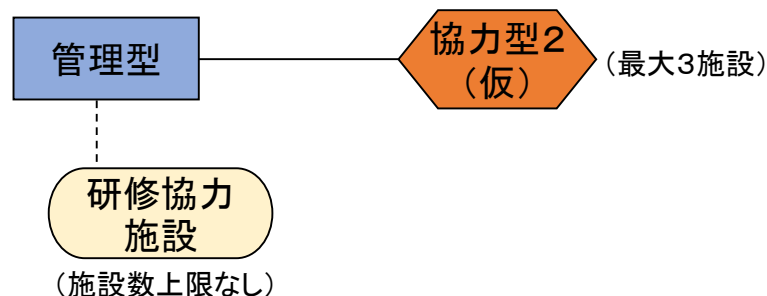 管理型
協力型２
（仮）
（最大３施設）
研修協力
施設
（施設数上限なし）